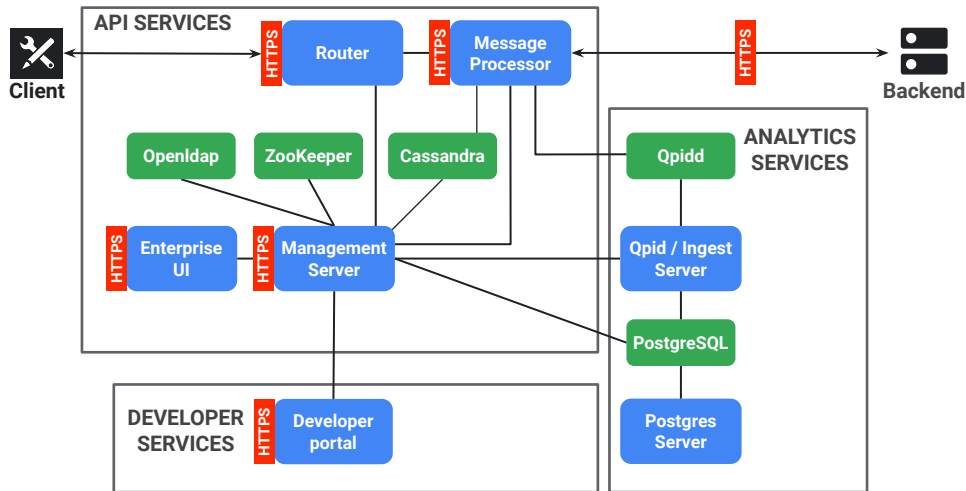 API SERVICES
HTTPS
Router
HTTPS
Message
Processor
HTTPS
Client
Backend
Openldap
ZooKeeper
Cassandra
Qpidd
ANALYTICS
SERVICES
HTTPS
Enterprise
UI
HTTPS
Management
Server
Qpid / Ingest
Server
PostgreSQL
DEVELOPER
SERVICES
HTTPS
Developer
portal
Postgres
Server